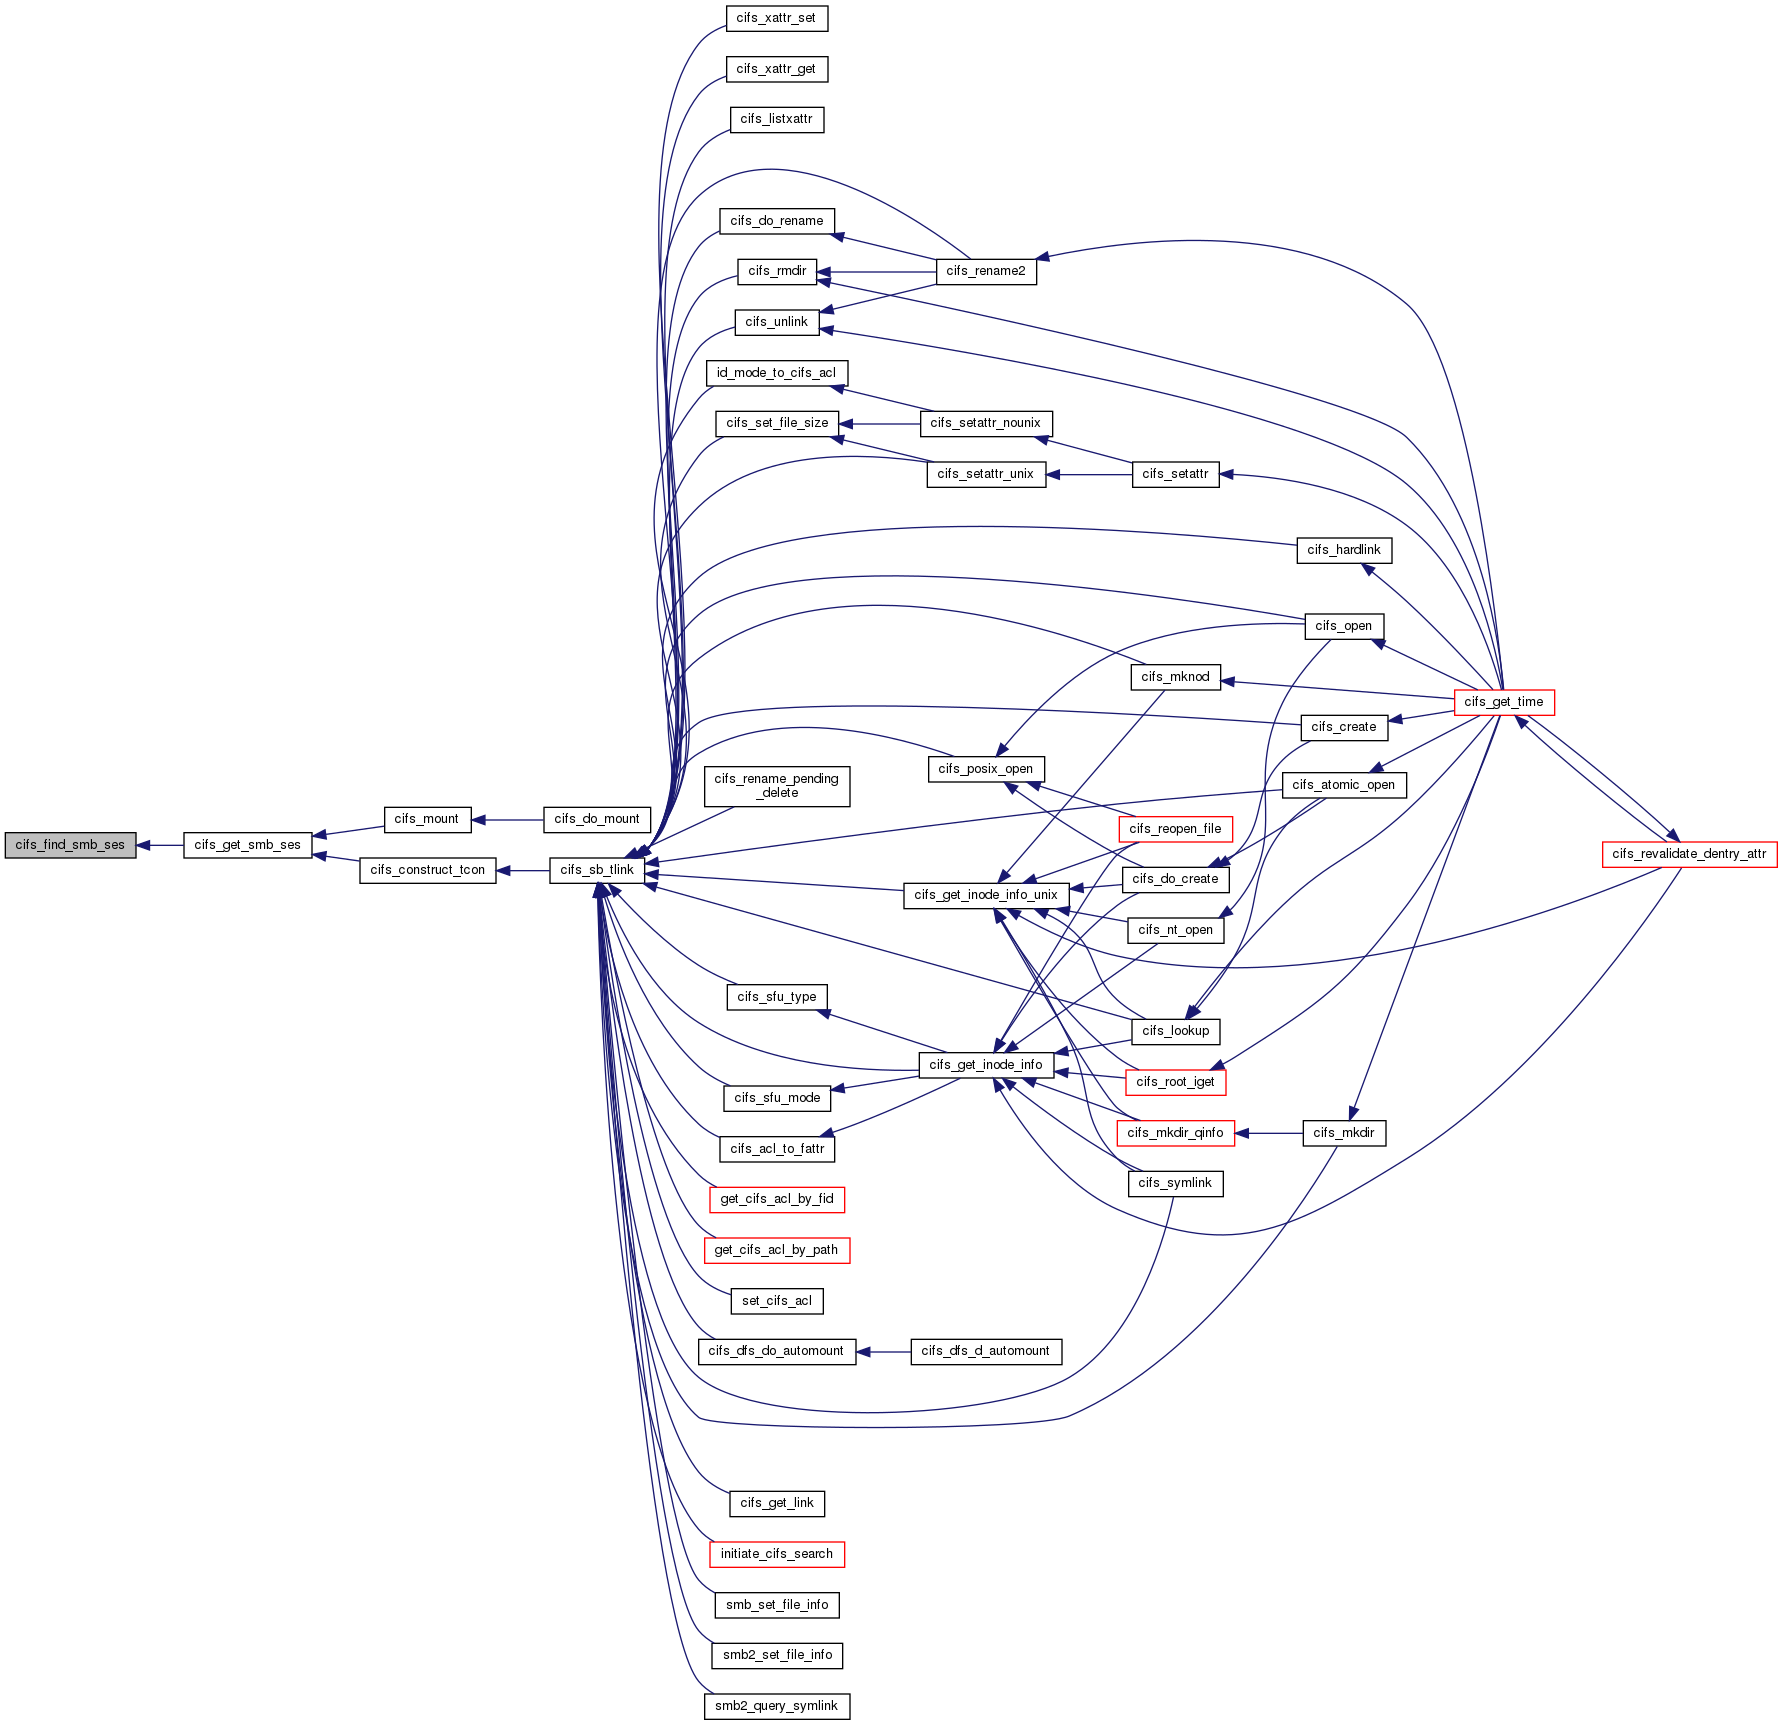 cifs_xattr_set
cifs_xattr_get
cifs_listxattr
cifs_do_rename
cifs_rmdir
cifs_rename2
cifs_unlink
id_mode_to_cifs_acl
cifs_set_file_size
cifs_setattr_nounix
cifs_setattr_unix
cifs_setattr
cifs_hardlink
cifs_open
cifs_mknod
cifs_get_time
cifs_create
cifs_posix_open
cifs_rename_pending
_delete
cifs_atomic_open
cifs_mount
cifs_do_mount
cifs_reopen_file
cifs_find_smb_ses
cifs_get_smb_ses
cifs_revalidate_dentry_attr
cifs_construct_tcon
cifs_sb_tlink
cifs_do_create
cifs_get_inode_info_unix
cifs_nt_open
cifs_sfu_type
cifs_lookup
cifs_get_inode_info
cifs_root_iget
cifs_sfu_mode
cifs_mkdir_qinfo
cifs_mkdir
cifs_acl_to_fattr
cifs_symlink
get_cifs_acl_by_fid
get_cifs_acl_by_path
set_cifs_acl
cifs_dfs_do_automount
cifs_dfs_d_automount
cifs_get_link
initiate_cifs_search
smb_set_file_info
smb2_set_file_info
smb2_query_symlink